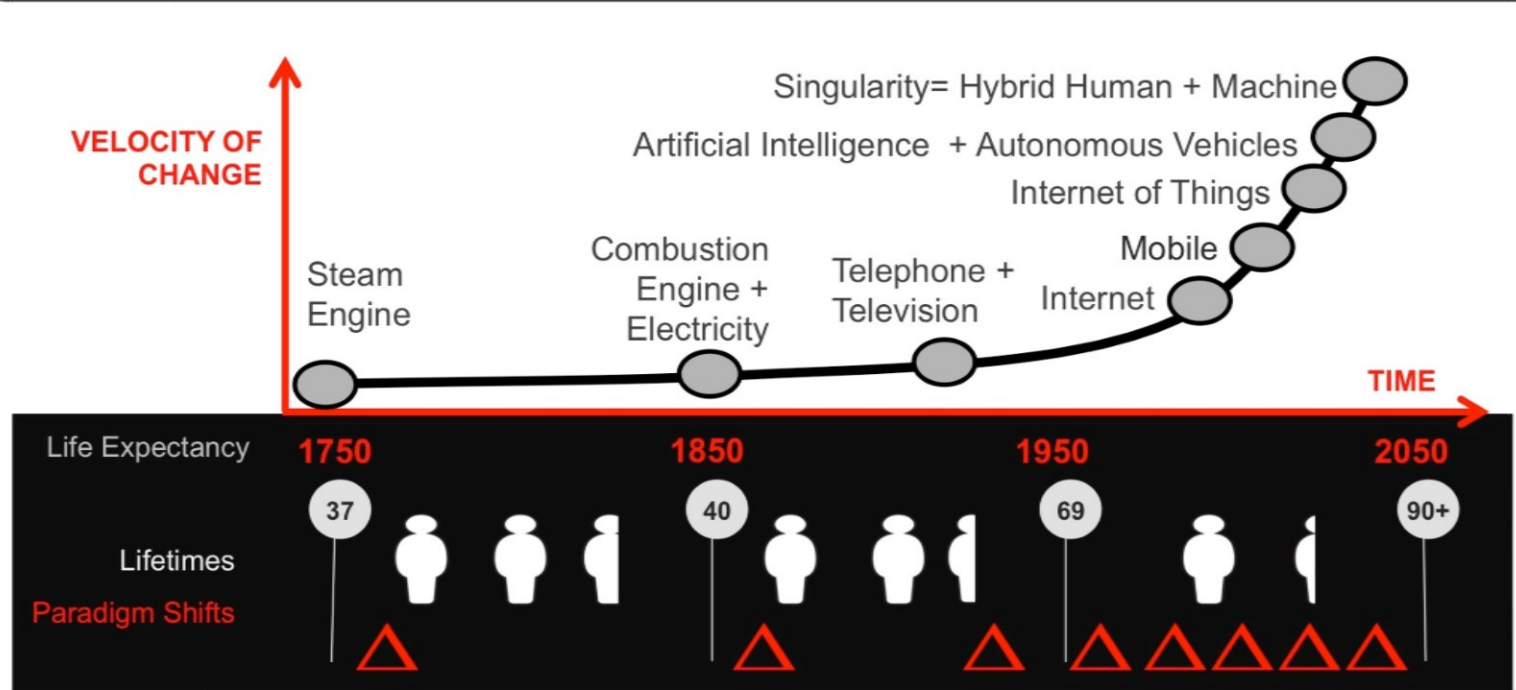 Singularity= Hybrid Human + Machine
VELOCITY OF
CHANGE
Artificial Intelligence + Autonomous Vehicles
Internet of Things
Combustion
Engine +
Electricity
Telephone +
Television
Mobile
Steam
Engine
Internet
TIME
Life Expectancy
1750
1850
1950
2050
37
40
69
90+
Lifetimes
Paradigm Shifts